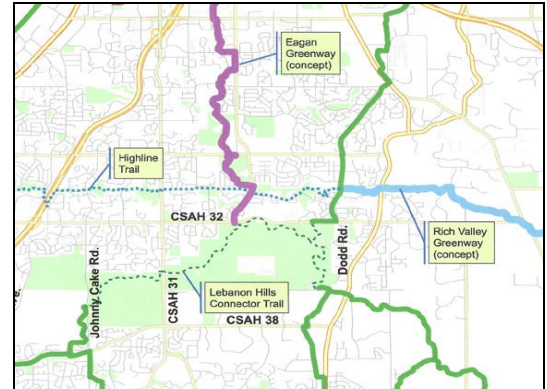 Eagan
Greenway
(concept)
Highline
Trail
CSAH 32
Rich Valley
Greenway
(concept)
Dodd Rd.
Johnny Cake Rd.
CSAH 31
Lebanon Hills
Connector Trail
CSAH 38